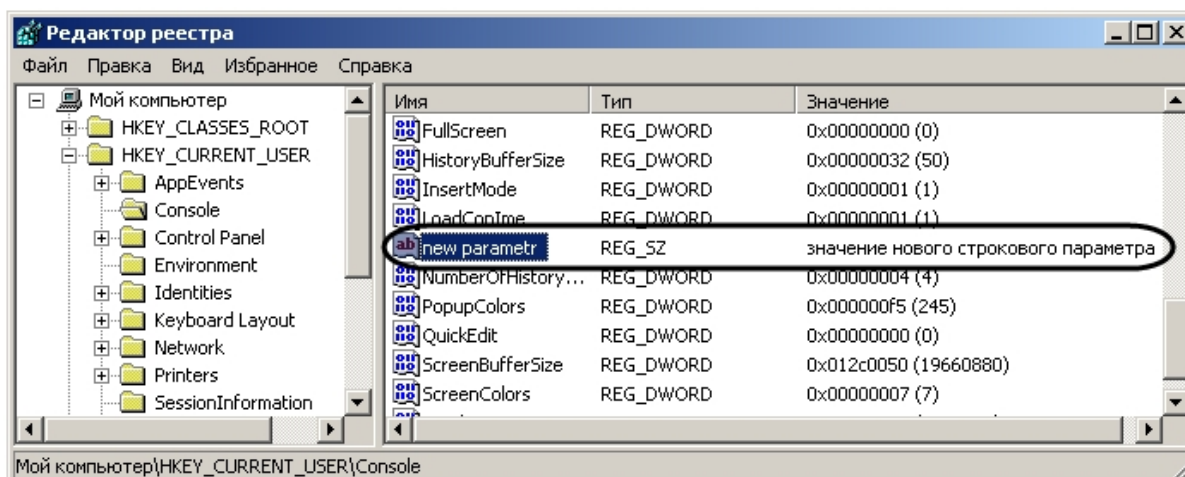 Редактор реестра
Файл Правка Вид Избранное Справка
Мой компьютер
HKEY_CLASSES_ROOT
HKEY_CURRENT_USER
AppEvents
Console
Control Panel
Environment
Identities
Keyboard Layout
Network
Printers
SessionInformation
Имя Тип Значение
FullScreen REG_DWORD 0x00000000 (0)
HistoryBufferSize REG_DWORD 0x00000032 (50)
InsertMode REG_DWORD 0x00000001 (1)
LoadConIme REG_DWORD 0x00000001 (1)
new parametr REG_SZ значение нового строкового параметра
NumberOfHistory... REG_DWORD 0x00000004 (4)
PopupColors REG_DWORD 0x000000f5 (245)
QuickEdit REG_DWORD 0x00000000 (0)
ScreenBufferSize REG_DWORD 0x012c0050 (19660880)
ScreenColors REG_DWORD 0x00000007 (7)
Мой компьютер\HKEY_CURRENT_USER\Console